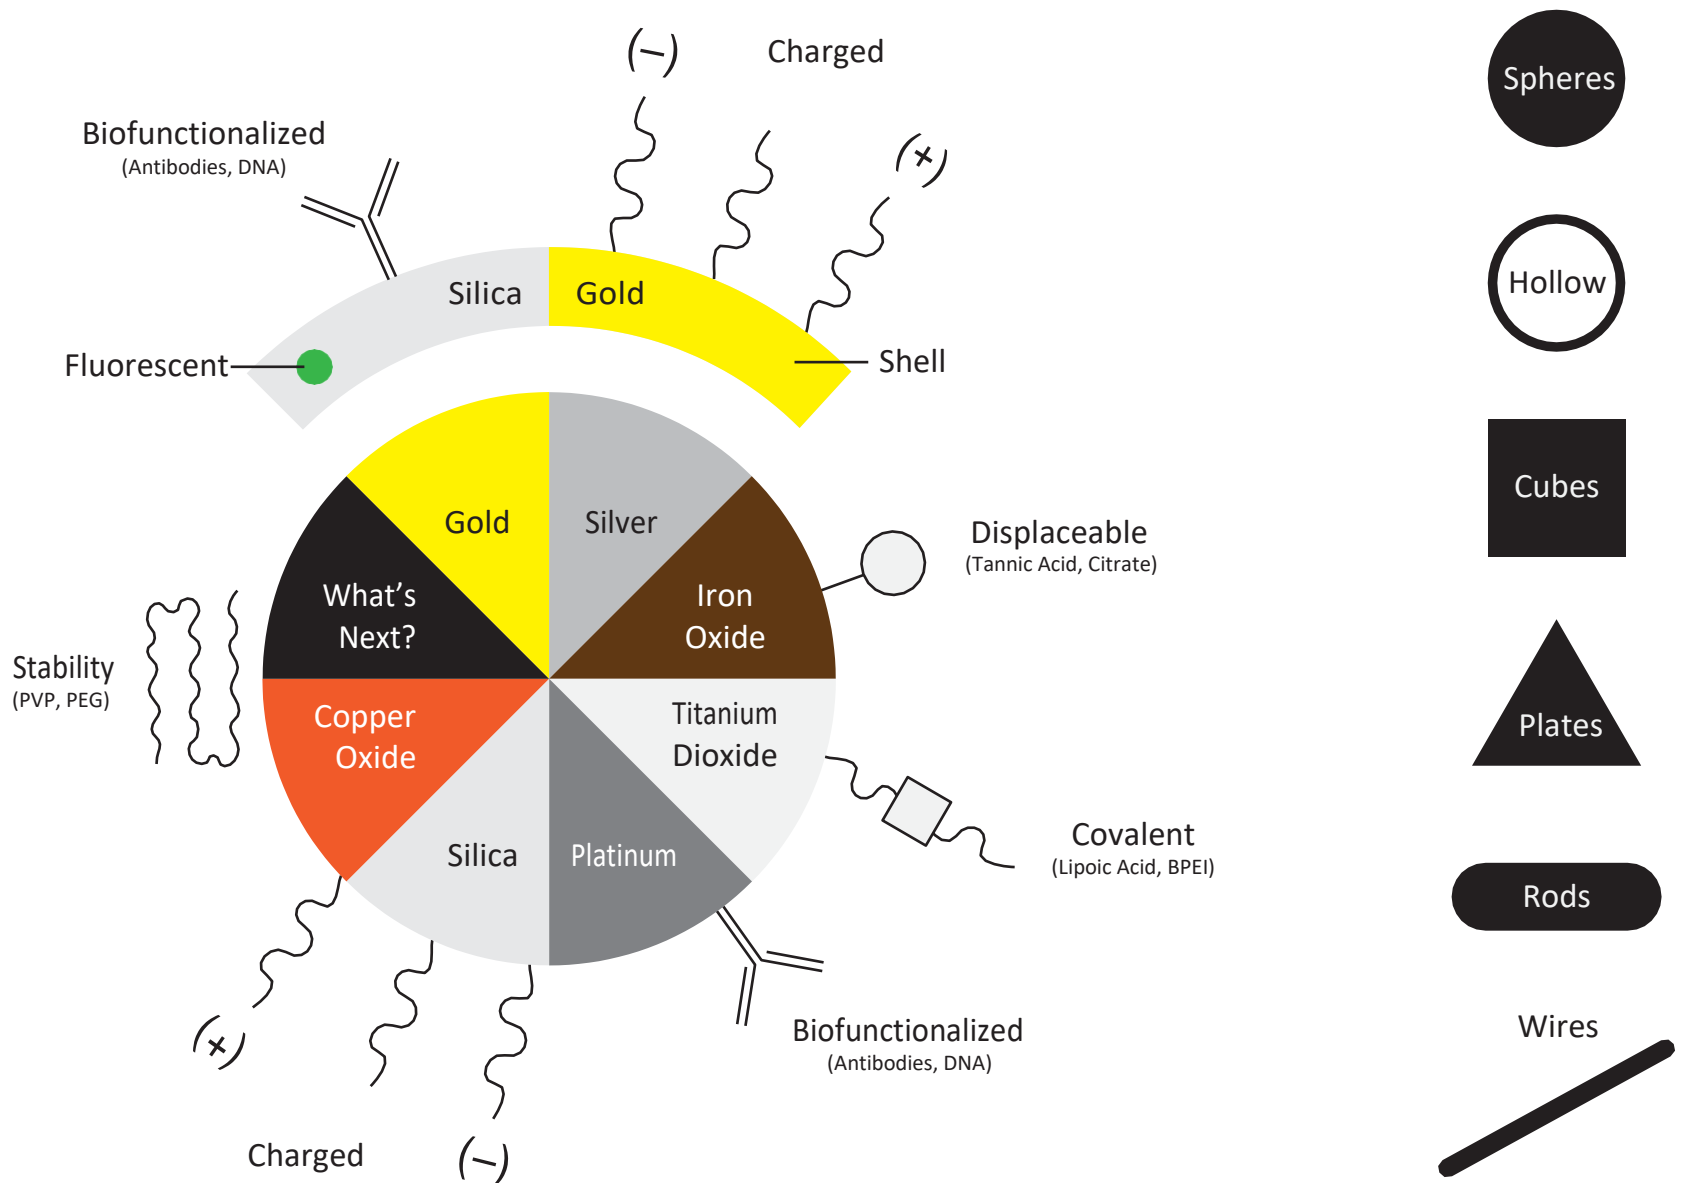 (−)
Charged
Biofunctionalized
(Antibodies, DNA)
(+)
Silica
Gold
Fluorescent
Shell
Gold
Silver
What's
Next?
Iron
Oxide
Displaceable
(Tannic Acid, Citrate)
Stability
(PVP, PEG)
Copper
Oxide
Titanium
Dioxide
Silica
Platinum
Covalent
(Lipoic Acid, BPEI)
(+)
Biofunctionalized
(Antibodies, DNA)
Charged
(−)
Spheres
Hollow
Cubes
Plates
Rods
Wires